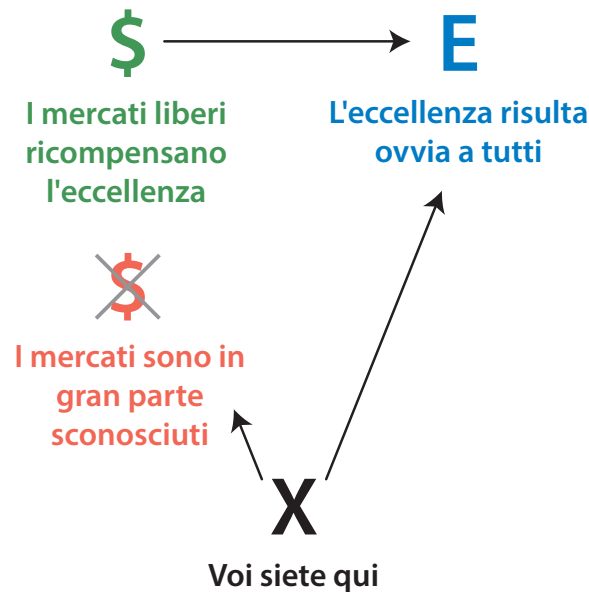 $
E
I mercati liberi
ricompensano
l'eccellenza
L'eccellenza risulta
ovvia a tutti
$
I mercati sono in
gran parte
sconosciuti
X
Voi siete qui